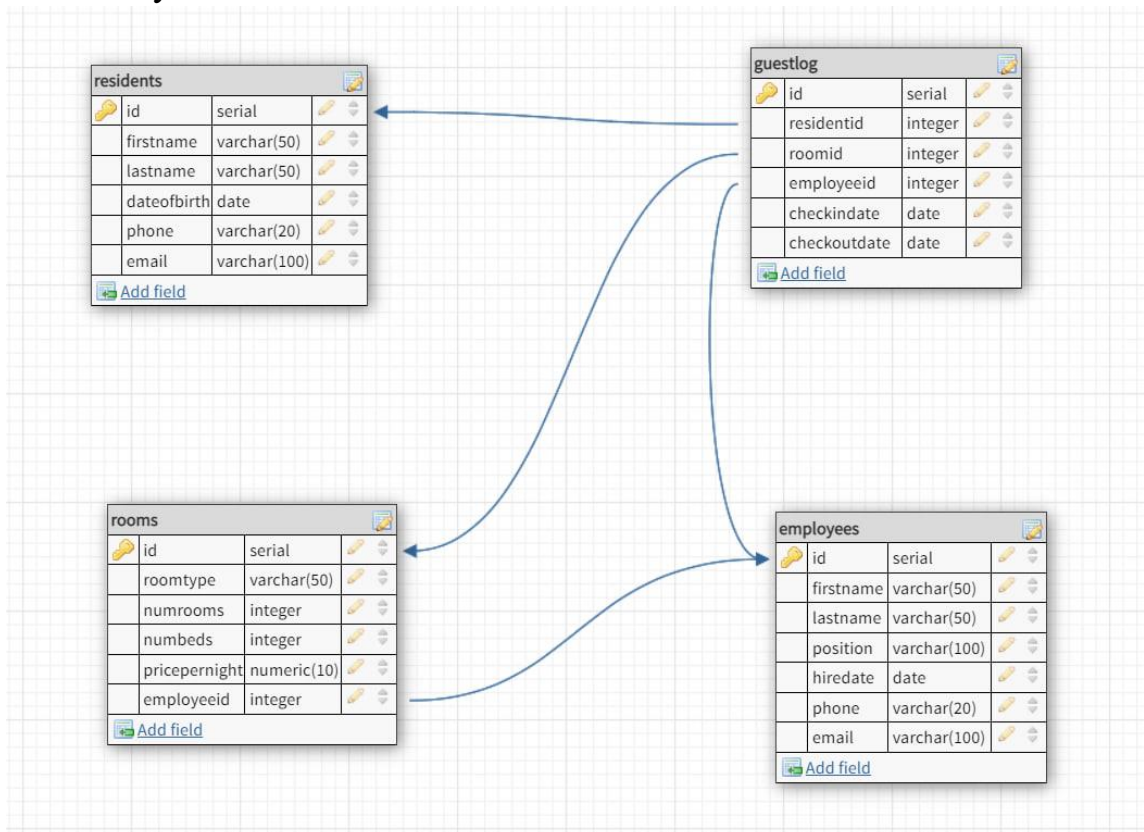 residents
id serial
firstname varchar(50)
lastname varchar(50)
dateofbirth date
phone varchar(20)
email varchar(100)
Add field
guestlog
id serial
residentid integer
roomid integer
employeeid integer
checkindate date
checkoutdate date
Add field
rooms
id serial
roomtype varchar(50)
numrooms integer
numbeds integer
pricepernight numeric(10)
employeeid integer
Add field
employees
id serial
firstname varchar(50)
lastname varchar(50)
position varchar(100)
hiredate date
phone varchar(20)
email varchar(100)
Add field